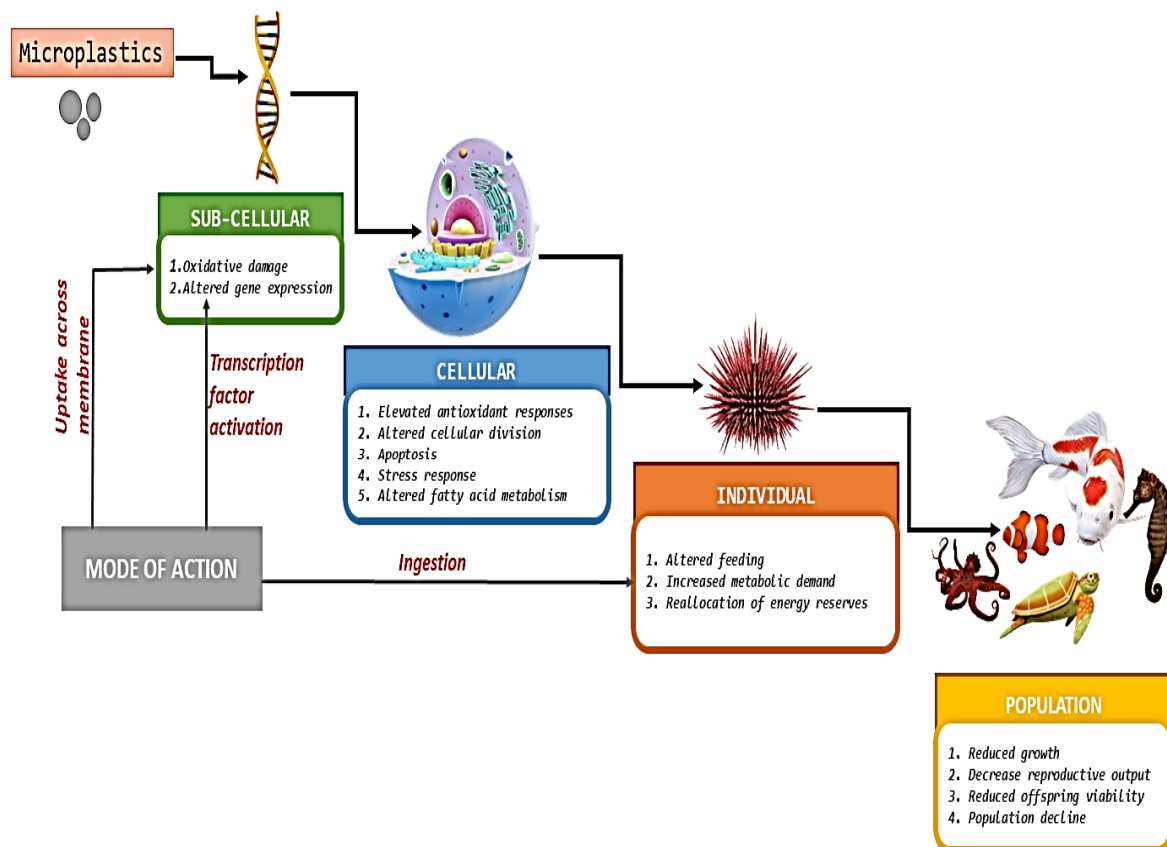 Microplastics
SUB-CELLULAR
1.Oxidative damage
2.Altered gene expression
Uptake across
membrane
Transcription
factor
activation
CELLULAR
1. Elevated antioxidant responses
2. Altered cellular division
3. Apoptosis
4. Stress response
5. Altered fatty acid metabolism
MODE OF ACTION
Ingestion
INDIVIDUAL
1. Altered feeding
2. Increased metabolic demand
3. Reallocation of energy reserves
POPULATION
1. Reduced growth
2. Decrease reproductive output
3. Reduced offspring viability
4. Population decline